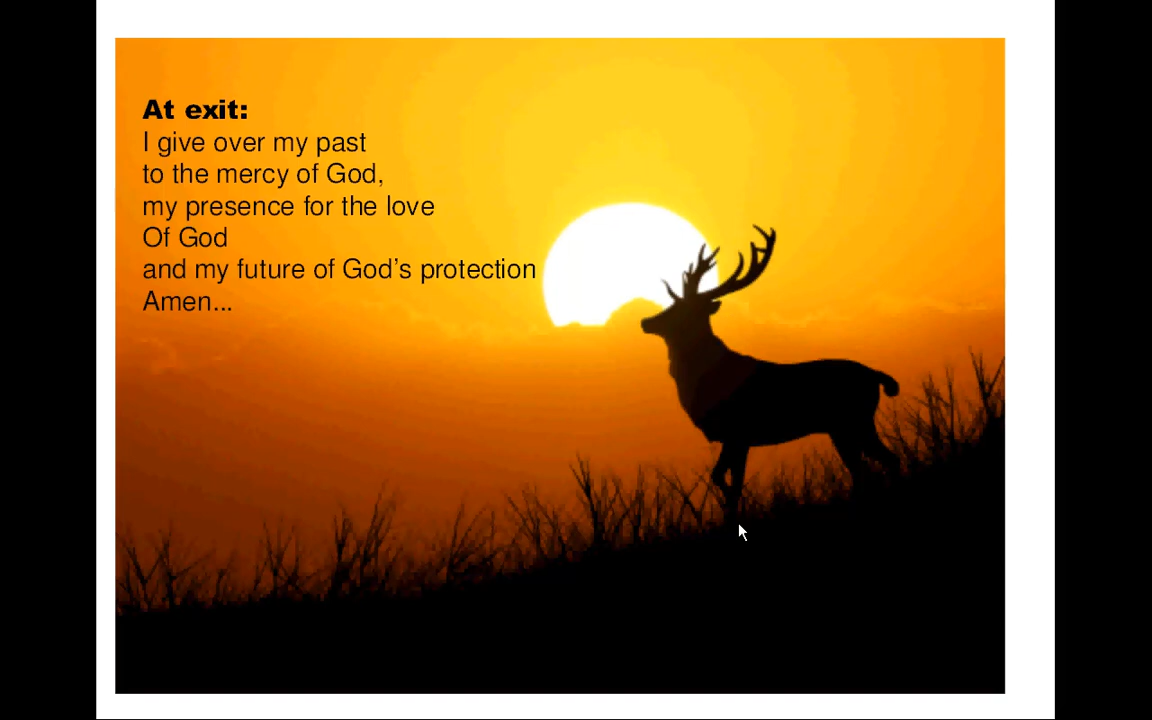 At exit:
I give over my past
to the mercy of God,
my presence for the love
Of God
and my future of God’s protection
Amen...